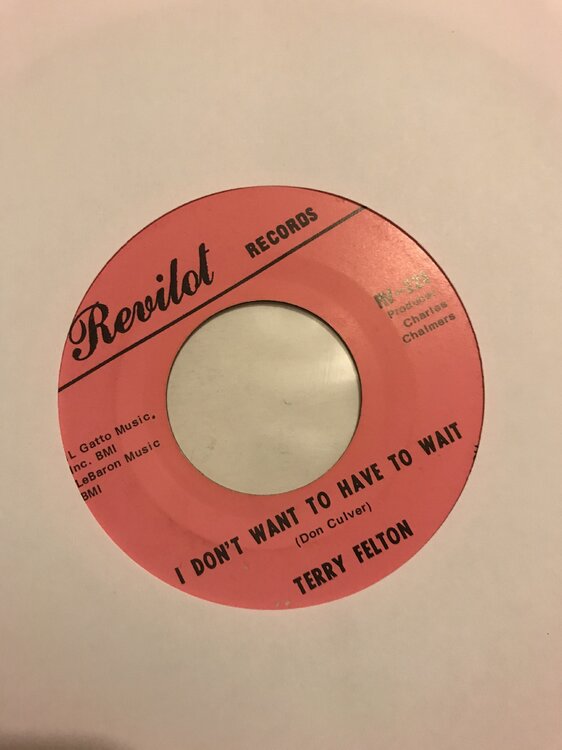 Revilot RECORDS
Producer
Charles
Chalmers
L Gatto Music,
Inc. BMI
LeBaron Music
BMI
I DON'T WANT TO HAVE TO WAIT
(Don Culver)
TERRY FELTON